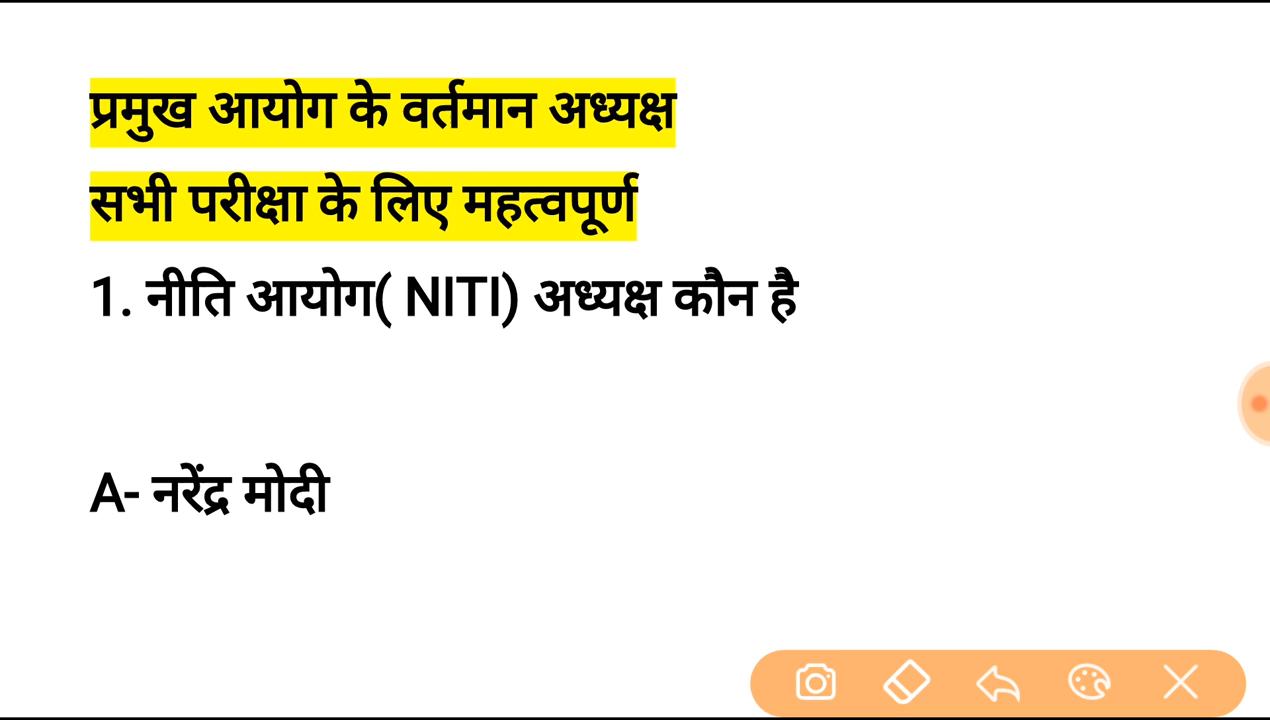 प्रमुख आयोग के वर्तमान अध्यक्ष
सभी परीक्षा के लिए महत्वपूर्ण
1. नीति आयोग( NITI) अध्यक्ष कौन है
A- नरेंद्र मोदी